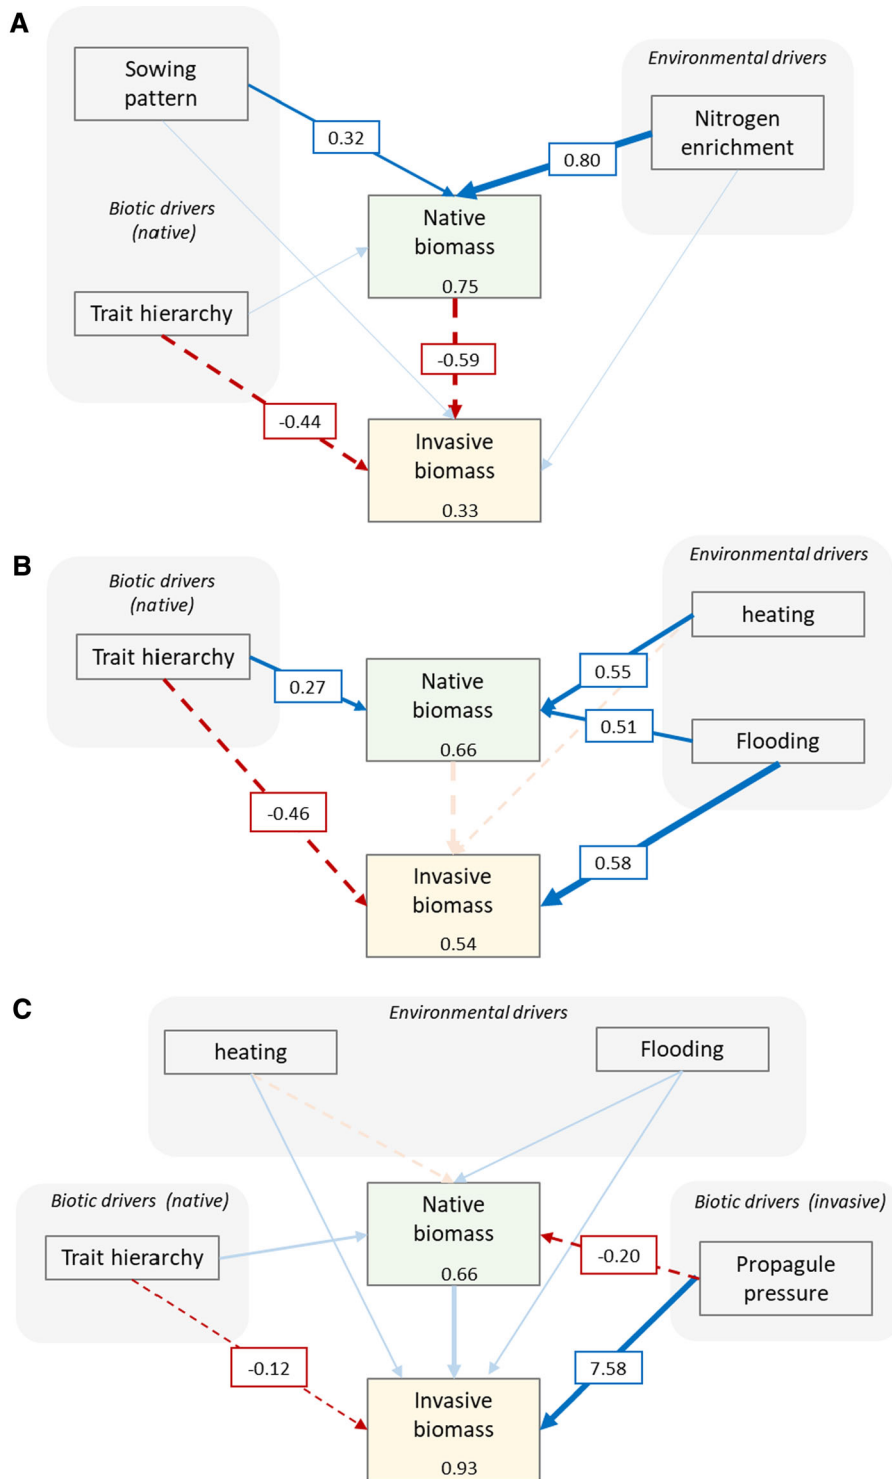 A
Sowing
pattern
Environmental drivers
Nitrogen
enrichment
0.32
0.80
Biotic drivers
(native)
Native
biomass
0.75
Trait hierarchy
-0.59
-0.44
Invasive
biomass
0.33
B
Environmental drivers
Biotic drivers
(native)
heating
Trait hierarchy
0.27
Native
biomass
0.66
0.55
0.51
Flooding
-0.46
0.58
Invasive
biomass
0.54
C
Environmental drivers
heating
Flooding
Biotic drivers (native)
Trait hierarchy
Native
biomass
0.66
Biotic drivers (invasive)
-0.20
Propagule
pressure
-0.12
7.58
Invasive
biomass
0.93